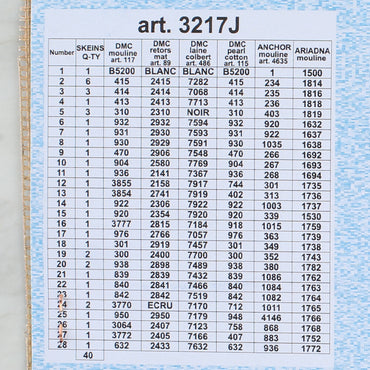 art. 3217J
Number SKEINS Q-TY DMC mouline art. 117 DMC retors mat art. 89 DMC laine colbert art. 486 DMC pearl cotton art. 115 ANCHOR mouline art. 4635 ARIADNA mouline
1 1 B5200 BLANC BLANC B5200 1 1500
2 6 415 2415 7282 415 234 1814
3 4 414 2414 7068 414 235 1816
4 4 413 2413 7713 413 236 1818
5 3 310 2310 NOIR 310 403 1819
6 1 932 2932 7594 932 920 1632
7 1 931 2930 7593 931 922 1637
8 1 930 2929 7591 930 1035 1638
9 1 470 2906 7548 470 266 1692
10 1 904 2580 7769 904 267 1693
11 1 936 2141 7367 936 268 1694
12 1 3855 2158 7917 744 301 1735
13 1 3854 2741 7919 402 313 1736
14 1 922 2306 7922 922 1003 1737
15 1 920 2354 7920 920 339 1530
16 1 3777 2815 7184 918 1015 1759
17 1 976 2766 7057 976 363 1739
18 1 301 2919 7457 301 349 1738
19 2 300 2400 7700 300 352 1743
20 2 938 2898 7489 938 380 1782
21 1 839 2839 7432 839 1086 1762
22 1 840 2841 7466 840 1084 1763
23 1 842 2842 7519 842 1082 1764
24 2 3770 ECRU 7170 712 1011 1765
25 1 950 2950 7179 948 4146 1766
26 1 3064 2407 7123 758 868 1768
27 1 3772 2405 7166 407 883 1752
28 1 632 2433 7432 632 936 1772
40